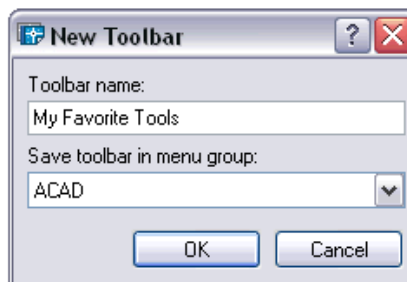 New Toolbar
Toolbar name:
My Favorite Tools
Save toolbar in menu group:
ACAD
OK Cancel